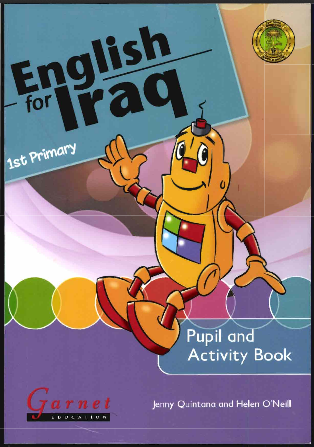 English
for Iraq
1st Primary
Pupil and
Activity Book
Garnet
EDUCATION
Jenny Quintana and Helen O'Neill